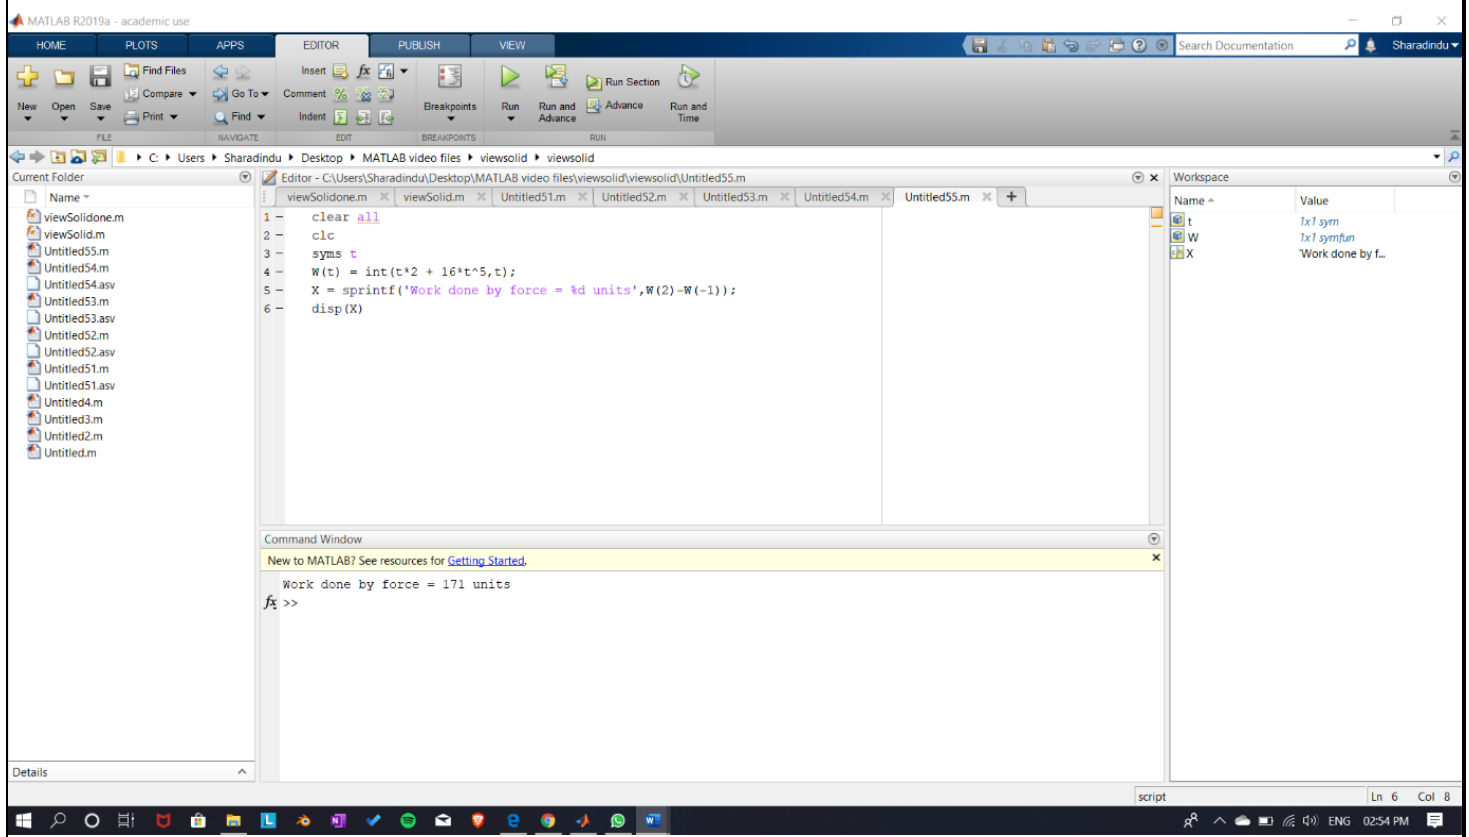 MATLAB R2019a - academic use
HOME PLOTS APPS EDITOR PUBLISH VIEW Search Documentation Sharadindu
New Open Save Find Files Compare Print
FILE
Go To Find
NAVIGATE
Insert fx
Comment %
Indent
EDIT
Breakpoints
BREAKPOINTS
Run Run and Advance Run Section Advance Run and Time
RUN
C: Users Sharadindu Desktop MATLAB video files viewsolid viewsolid
Current Folder
Name
viewSolidone.m
viewSolid.m
Untitled55.m
Untitled54.m
Untitled54.asv
Untitled53.m
Untitled53.asv
Untitled52.m
Untitled52.asv
Untitled51.m
Untitled51.asv
Untitled4.m
Untitled3.m
Untitled2.m
Untitled.m
Details
Editor - C:\Users\Sharadindu\Desktop\MATLAB video files\viewsolid\viewsolid\Untitled55.m
viewSolidone.m viewSolid.m Untitled51.m Untitled52.m Untitled53.m Untitled54.m Untitled55.m
1 - clear all
2 - clc
3 - syms t
4 - W(t) = int(t*2 + 16*t^5,t);
5 - X = sprintf('Work done by force = %d units',W(2)-W(-1));
6 - disp(X)
Command Window
New to MATLAB? See resources for Getting Started.
Work done by force = 171 units
fx >>
Workspace
Name Value
t 1x1 sym
W 1x1 symfun
X 'Work done by f...
script Ln 6 Col 8
ENG 02:54 PM